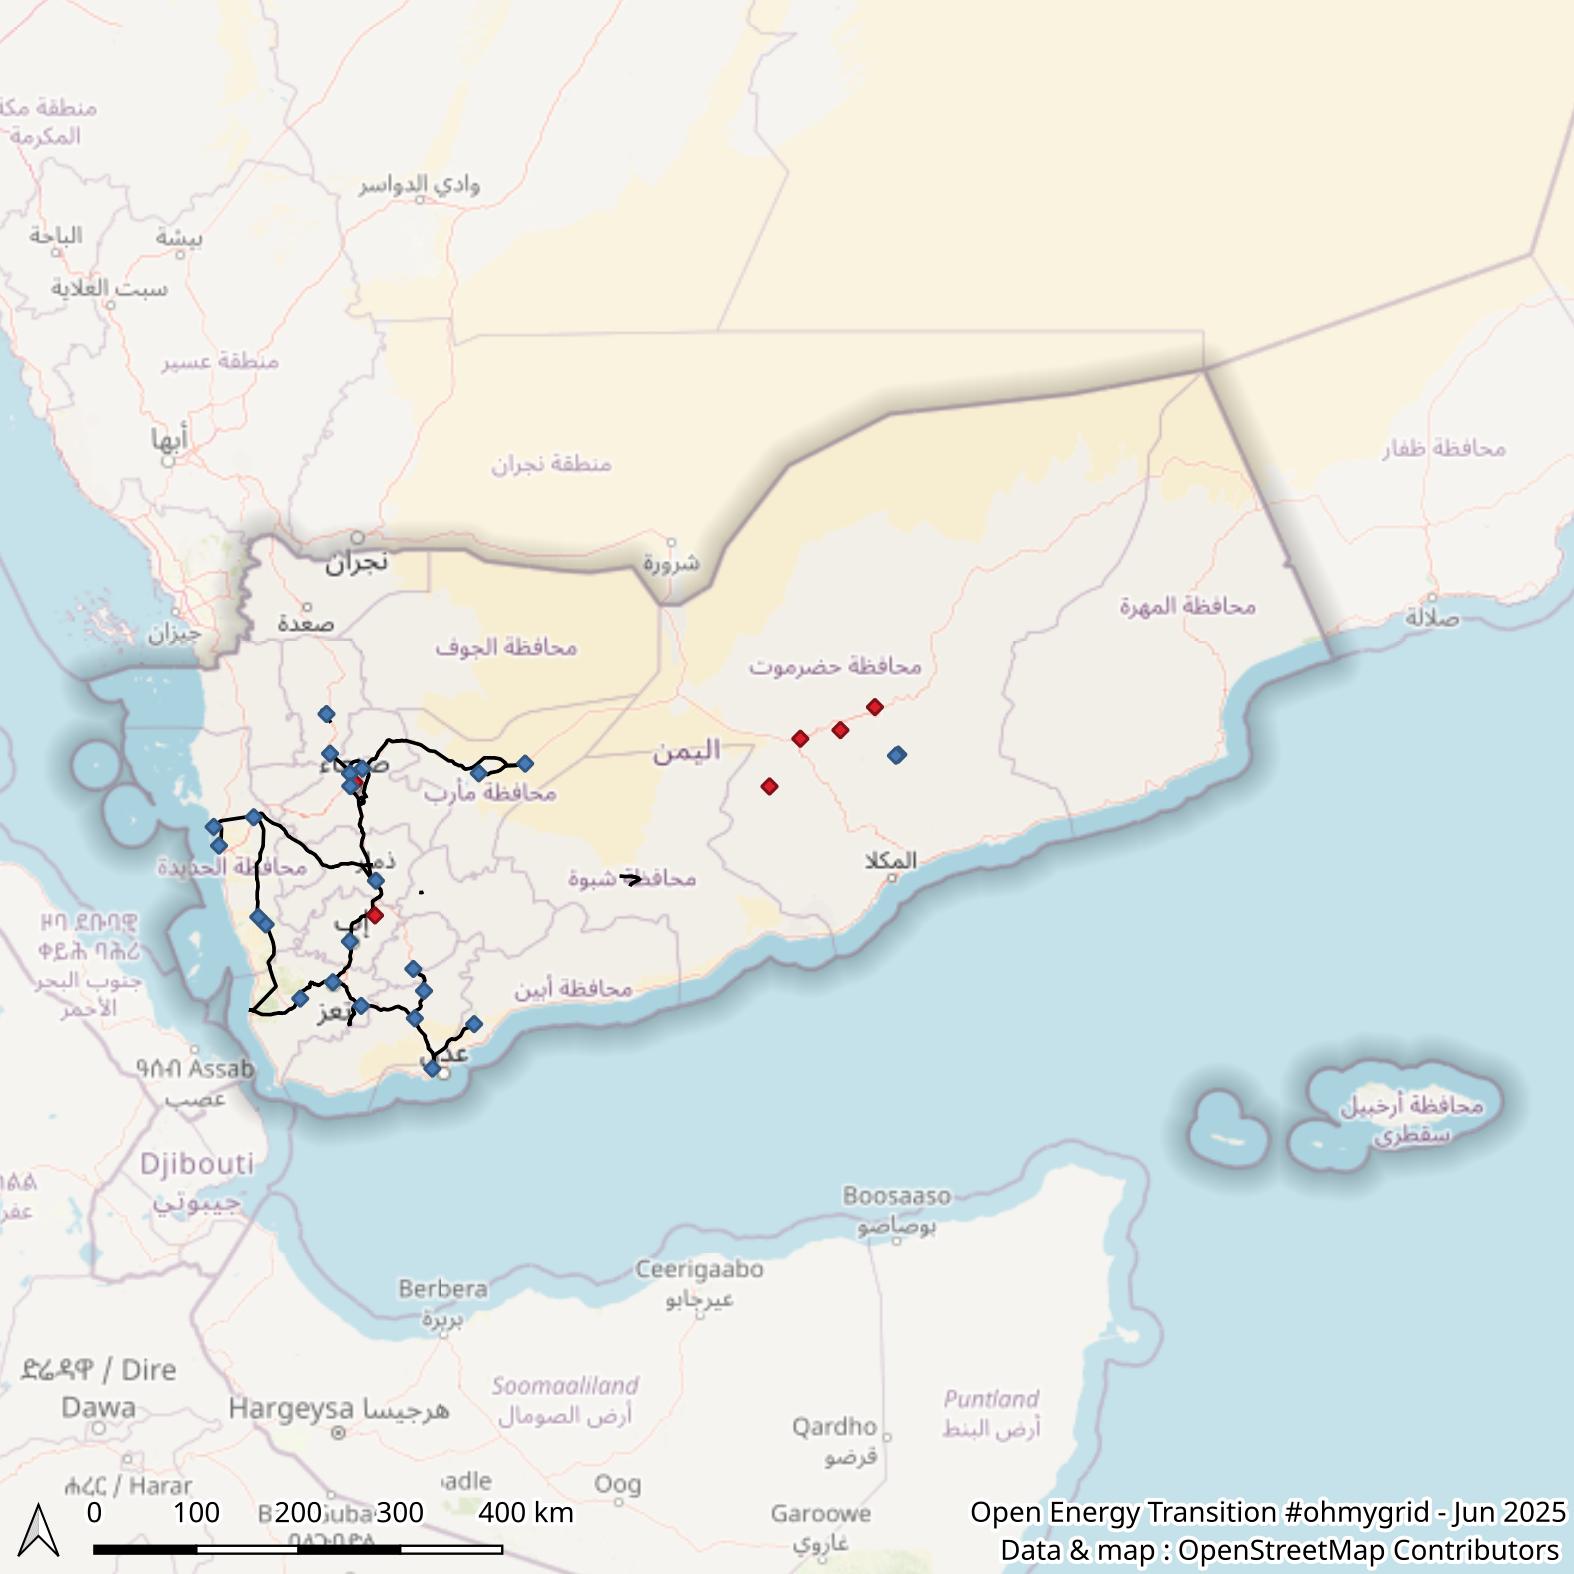 منطقة مكة
المكرمة
وادي الدواسر
الباحة
بيشة
سبت العلاية
منطقة عسير
أبها
منطقة نجران
محافظة ظفار
نجران
شرورة
صعدة
جيزان
محافظة المهرة
صلالة
محافظة الجوف
محافظة حضرموت
اليمن
صنعاء
محافظة مأرب
ذمار
المكلا
محافظة الحديدة
محافظة شبوة
إب
جنوب البحر
الأحمر
محافظة أبين
تعز
عدن
ዓሰብ Assab
عصب
محافظة أرخبيل
سقطرى
Djibouti
جيبوتي
Boosaaso
بوصاصو
Ceerigaabo
عيرجابو
Berbera
بربرة
ድሬዳዋ / Dire
Dawa
Hargeysa هرجيسا
Soomaaliland
أرض الصومال
Puntland
أرض البنط
Qardho
قرضو
ሐረር / Harar
Oog
Garoowe
غاروي
0 100 200 300 400 km
Open Energy Transition #ohmygrid - Jun 2025
Data & map : OpenStreetMap Contributors